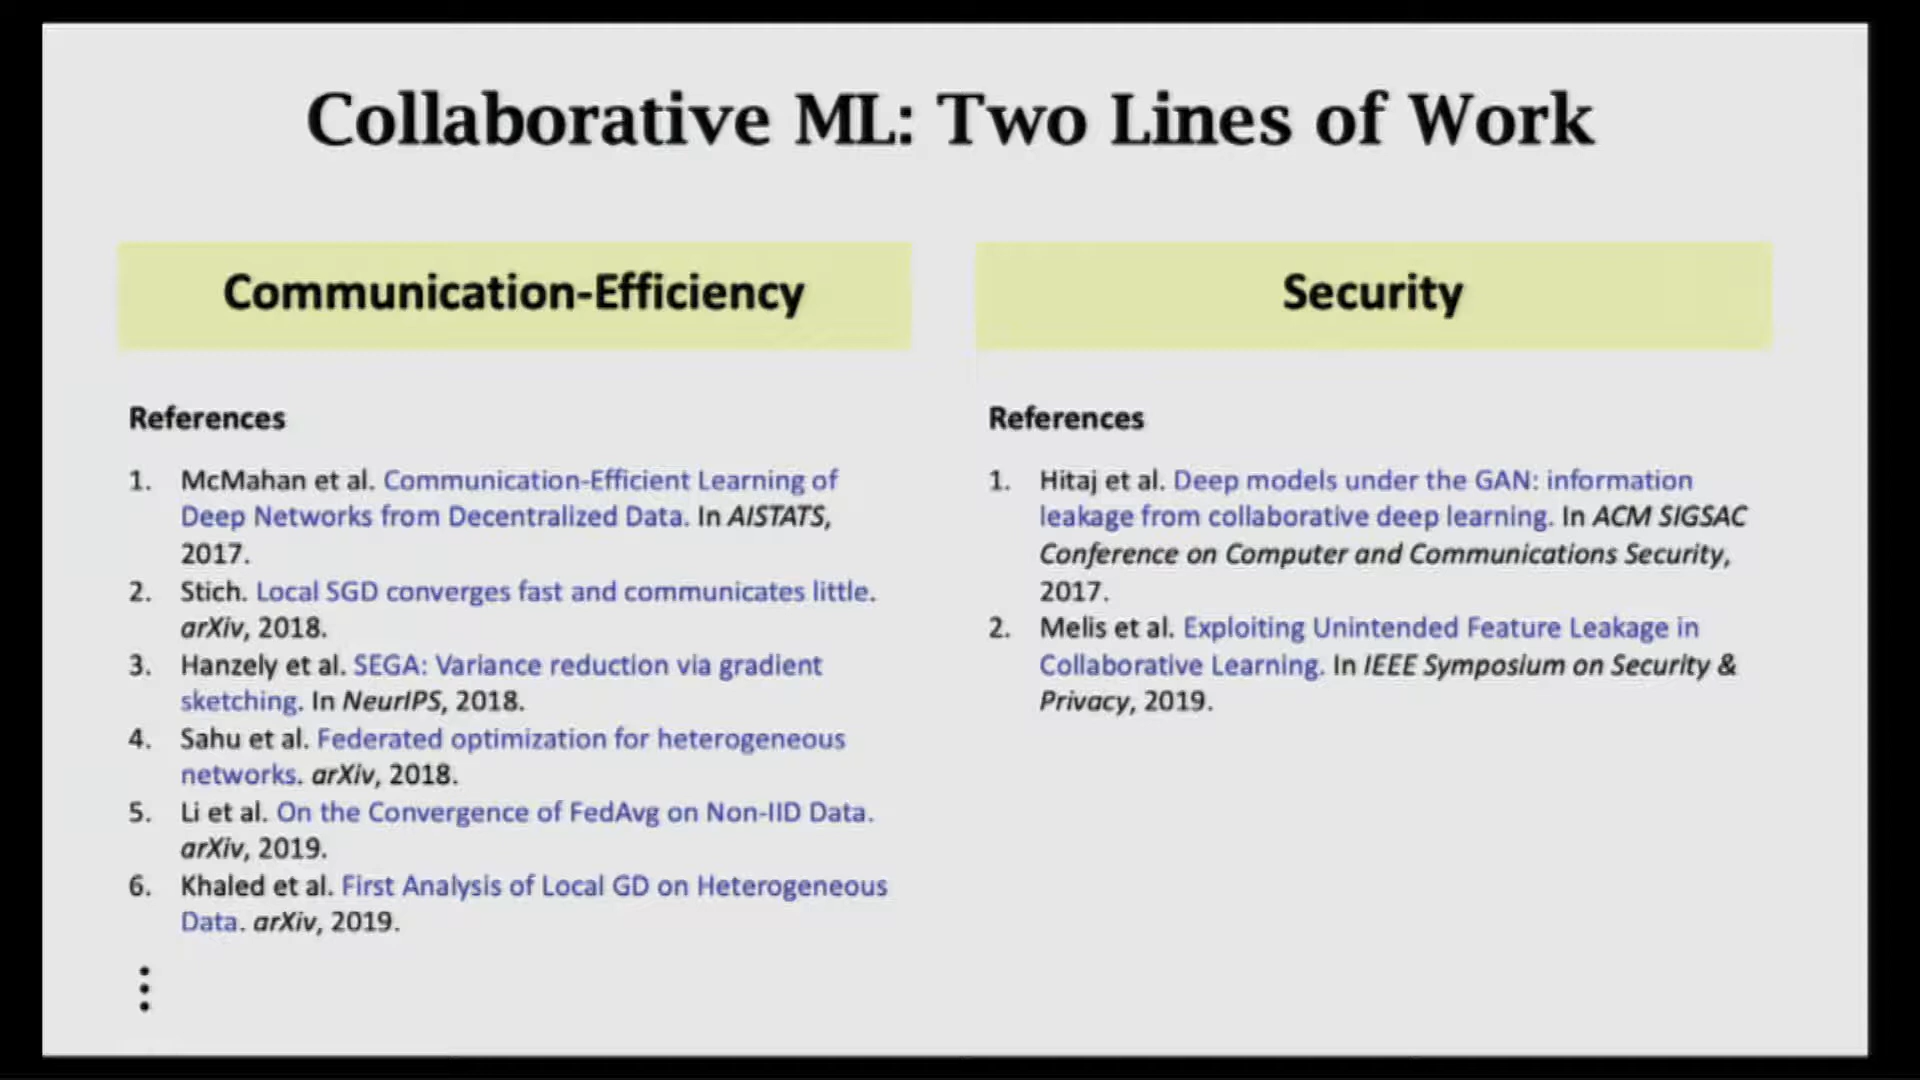 Collaborative ML: Two Lines of Work
Communication-Efficiency
References
1. McMahan et al. Communication-Efficient Learning of
Deep Networks from Decentralized Data. In AISTATS,
2017.
2. Stich. Local SGD converges fast and communicates little.
arXiv, 2018.
3. Hanzely et al. SEGA: Variance reduction via gradient
sketching. In NeurIPS, 2018.
4. Sahu et al. Federated optimization for heterogeneous
networks. arXiv, 2018.
5. Li et al. On the Convergence of FedAvg on Non-IID Data.
arXiv, 2019.
6. Khaled et al. First Analysis of Local GD on Heterogeneous
Data. arXiv, 2019.
⋮
Security
References
1. Hitaj et al. Deep models under the GAN: information
leakage from collaborative deep learning. In ACM SIGSAC
Conference on Computer and Communications Security,
2017.
2. Melis et al. Exploiting Unintended Feature Leakage in
Collaborative Learning. In IEEE Symposium on Security &
Privacy, 2019.